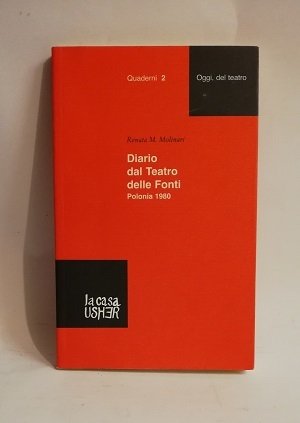 Quaderni 2
Oggi, del teatro
Renata M. Molinari
Diario
dal Teatro
delle Fonti
Polonia 1980
la casa
USHER